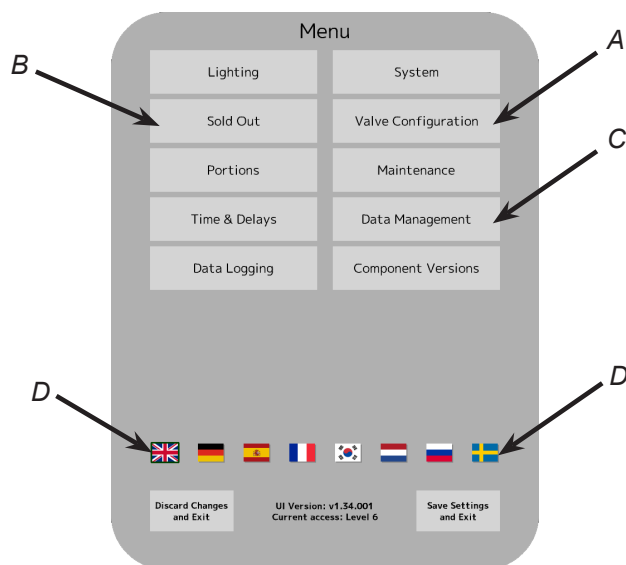 Menu
A
B
Lighting
System
Sold Out
Valve Configuration
C
Portions
Maintenance
Time & Delays
Data Management
Data Logging
Component Versions
D
D
Discard Changes
and Exit
UI Version: v1.34.001
Current access: Level 6
Save Settings
and Exit